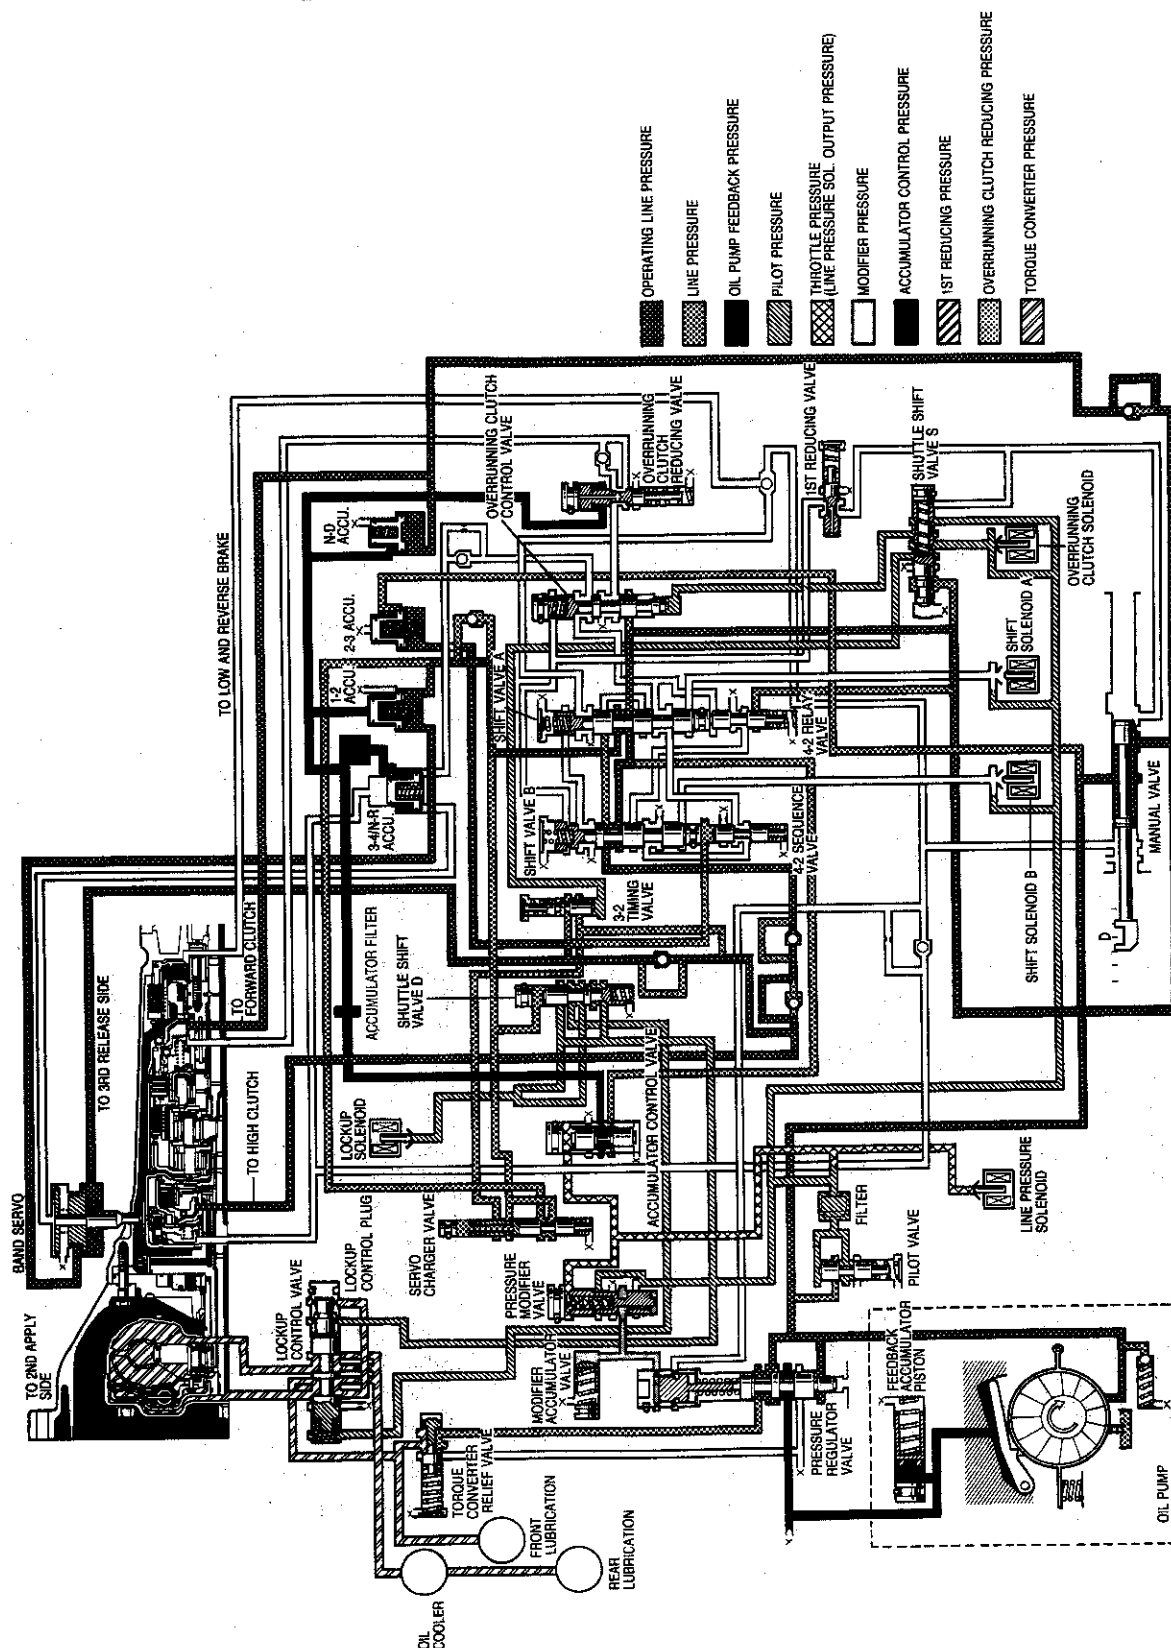 BAND SERVO
TO 2ND APPLY
SIDE
TO 3RD RELEASE SIDE
TO HIGH CLUTCH
TO
FORWARD CLUTCH
TO LOW AND REVERSE BRAKE
ACCUMULATOR FILTER
3-4/N-R
ACCU.
1-2
ACCU.
2-3 ACCU.
N-D
ACCU.
OVERRUNNING CLUTCH
CONTROL VALVE
OVERRUNNING
CLUTCH
REDUCING VALVE
LOCKUP
CONTROL VALVE
LOCKUP
CONTROL PLUG
LOCKUP
SOLENOID
SHUTTLE SHIFT
VALVE D
SHIFT VALVE B
SHIFT VALVE A
SERVO
CHARGER VALVE
3-2
TIMING
VALVE
4-2 SEQUENCE
VALVE
4-2 RELAY
VALVE
1ST REDUCING VALVE
SHUTTLE SHIFT
VALVE S
TORQUE
CONVERTER
RELIEF VALVE
PRESSURE
MODIFIER
VALVE
ACCUMULATOR CONTROL VALVE
MODIFIER
ACCUMULATOR
VALVE
OIL
COOLER
FRONT
LUBRICATION
REAR
LUBRICATION
PRESSURE
REGULATOR
VALVE
FEEDBACK
ACCUMULATOR
PISTON
PILOT VALVE
FILTER
LINE PRESSURE
SOLENOID
SHIFT SOLENOID B
SHIFT
SOLENOID A
OVERRUNNING
CLUTCH SOLENOID
D
MANUAL VALVE
OIL PUMP
OPERATING LINE PRESSURE
LINE PRESSURE
OIL PUMP FEEDBACK PRESSURE
PILOT PRESSURE
THROTTLE PRESSURE
(LINE PRESSURE SOL. OUTPUT PRESSURE)
MODIFIER PRESSURE
ACCUMULATOR CONTROL PRESSURE
1ST REDUCING PRESSURE
OVERRUNNING CLUTCH REDUCING PRESSURE
TORQUE CONVERTER PRESSURE